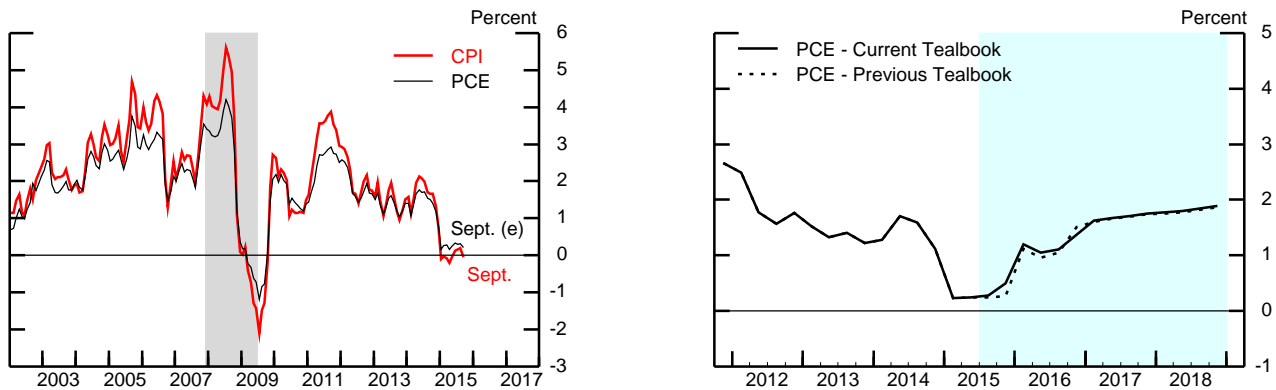 Percent
6
5
4
3
2
1
0
-1
-2
-3
CPI
PCE
Sept. (e)
Sept.
2003 2005 2007 2009 2011 2013 2015 2017
Percent
5
4
3
2
1
0
-1
PCE - Current Tealbook
PCE - Previous Tealbook
2012 2013 2014 2015 2016 2017 2018